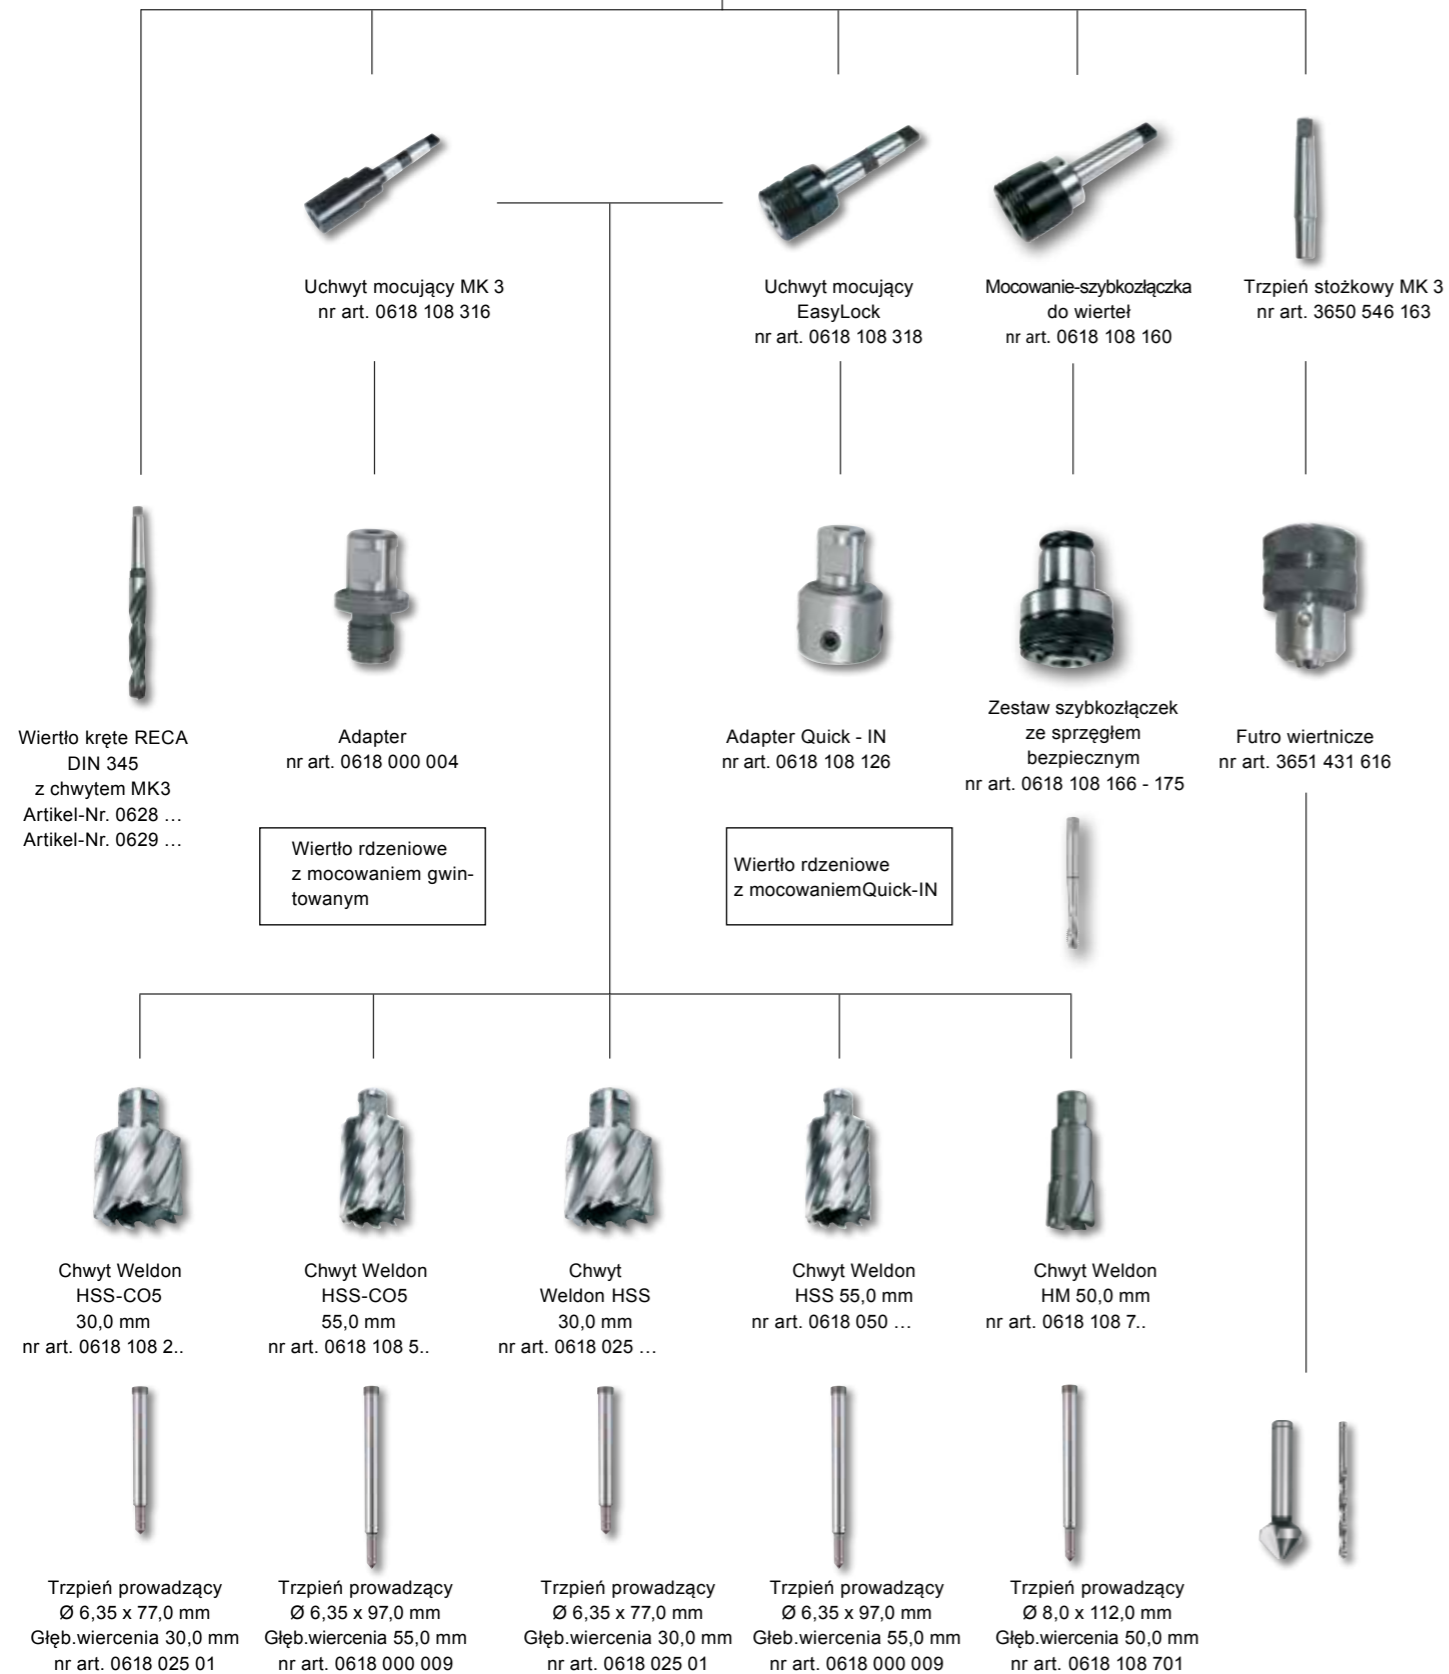 Uchwyt mocujący MK 3
nr art. 0618 108 316
Uchwyt mocujący
EasyLock
nr art. 0618 108 318
Mocowanie-szybkozłączka
do wierteł
nr art. 0618 108 160
Trzpień stożkowy MK 3
nr art. 3650 546 163
Wiertło kręte RECA
DIN 345
z chwytem MK3
Artikel-Nr. 0628 …
Artikel-Nr. 0629 …
Adapter
nr art. 0618 000 004
Adapter Quick - IN
nr art. 0618 108 126
Zestaw szybkozłączek
ze sprzęgłem
bezpiecznym
nr art. 0618 108 166 - 175
Futro wiertnicze
nr art. 3651 431 616
Wiertło rdzeniowe
z mocowaniem gwin-
towanym
Wiertło rdzeniowe
z mocowaniemQuick-IN
Chwyt Weldon
HSS-CO5
30,0 mm
nr art. 0618 108 2..
Chwyt Weldon
HSS-CO5
55,0 mm
nr art. 0618 108 5..
Chwyt
Weldon HSS
30,0 mm
nr art. 0618 025 …
Chwyt Weldon
HSS 55,0 mm
nr art. 0618 050 …
Chwyt Weldon
HM 50,0 mm
nr art. 0618 108 7..
Trzpień prowadzący
Ø 6,35 x 77,0 mm
Głęb.wiercenia 30,0 mm
nr art. 0618 025 01
Trzpień prowadzący
Ø 6,35 x 97,0 mm
Głęb.wiercenia 55,0 mm
nr art. 0618 000 009
Trzpień prowadzący
Ø 6,35 x 77,0 mm
Głęb.wiercenia 30,0 mm
nr art. 0618 025 01
Trzpień prowadzący
Ø 6,35 x 97,0 mm
Głeb.wiercenia 55,0 mm
nr art. 0618 000 009
Trzpień prowadzący
Ø 8,0 x 112,0 mm
Głęb.wiercenia 50,0 mm
nr art. 0618 108 701